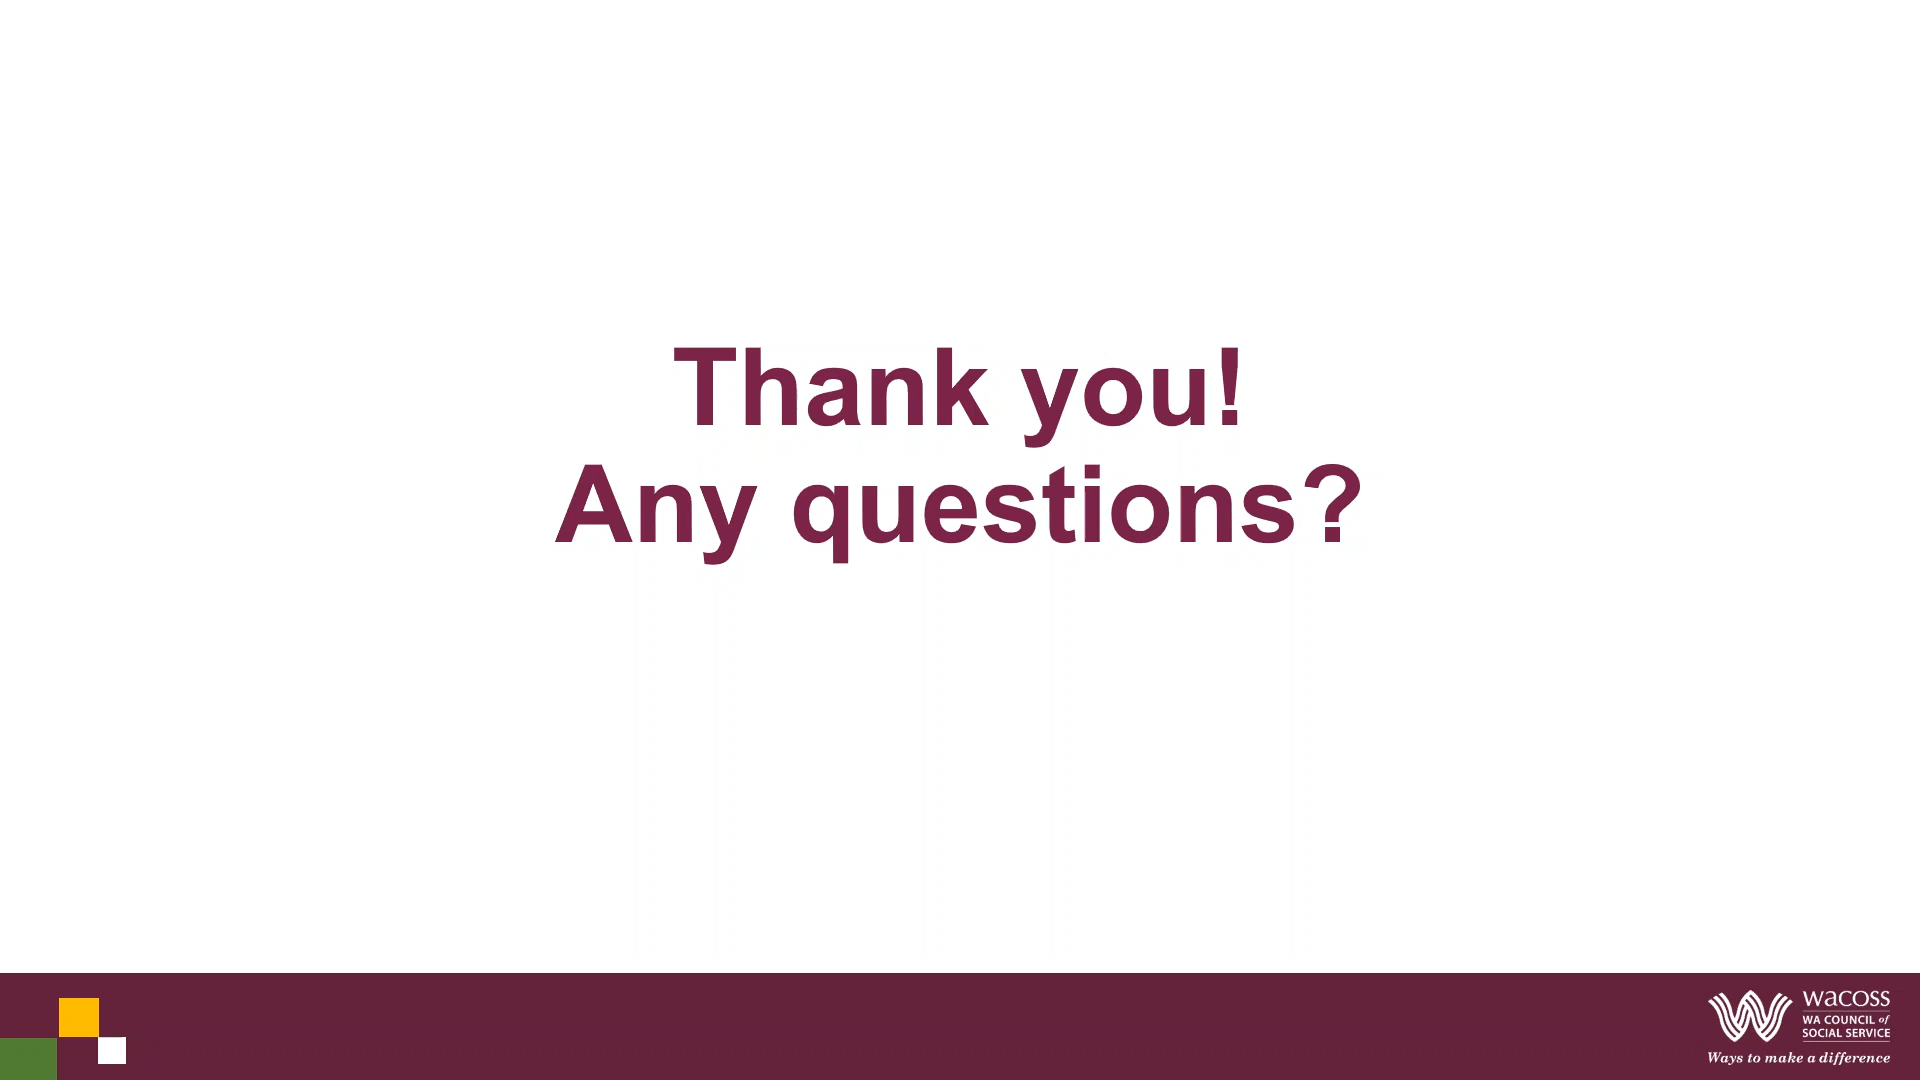 Thank you!
Any questions?
wacoss
WA COUNCIL of
SOCIAL SERVICE
Ways to make a difference